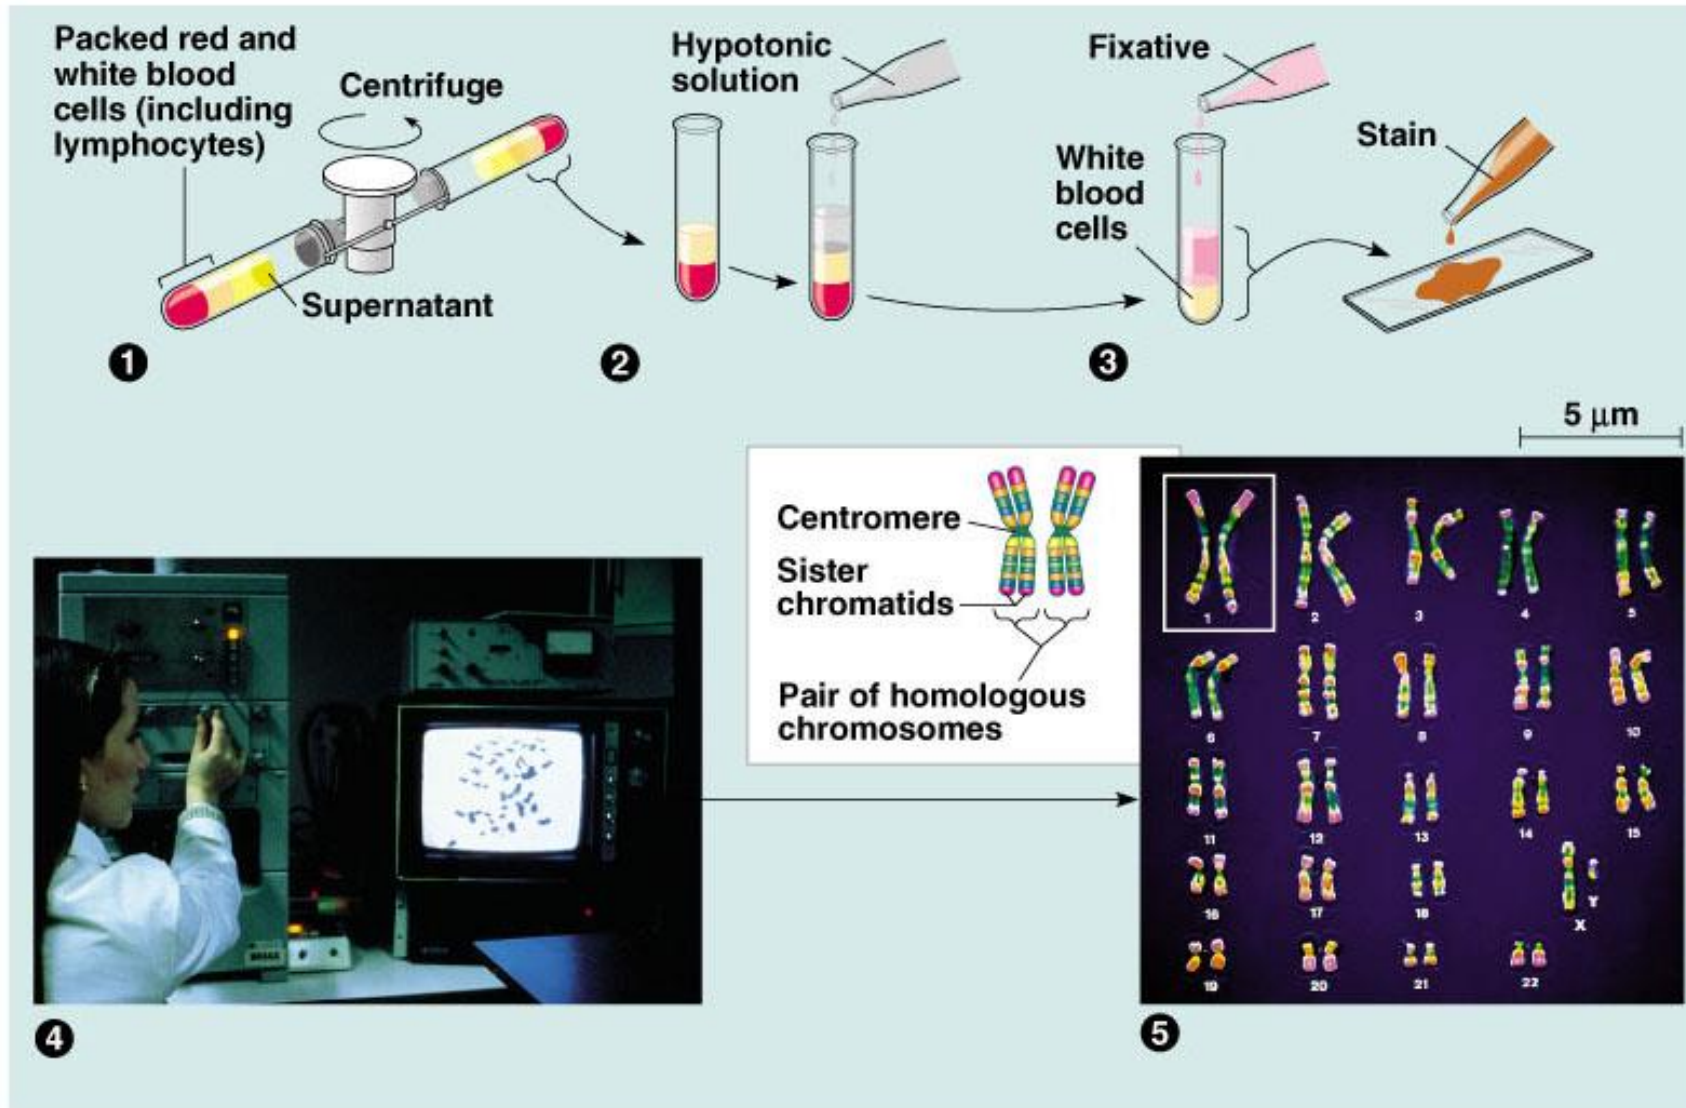 Packed red and
white blood
cells (including
lymphocytes)
Centrifuge
Supernatant
1
Hypotonic
solution
2
Fixative
White
blood
cells
Stain
3
4
Centromere
Sister
chromatids
Pair of homologous
chromosomes
5 μm
1 2 3 4 5
6 7 8 9 10
11 12 13 14 15
16 17 18 X Y
19 20 21 22
5